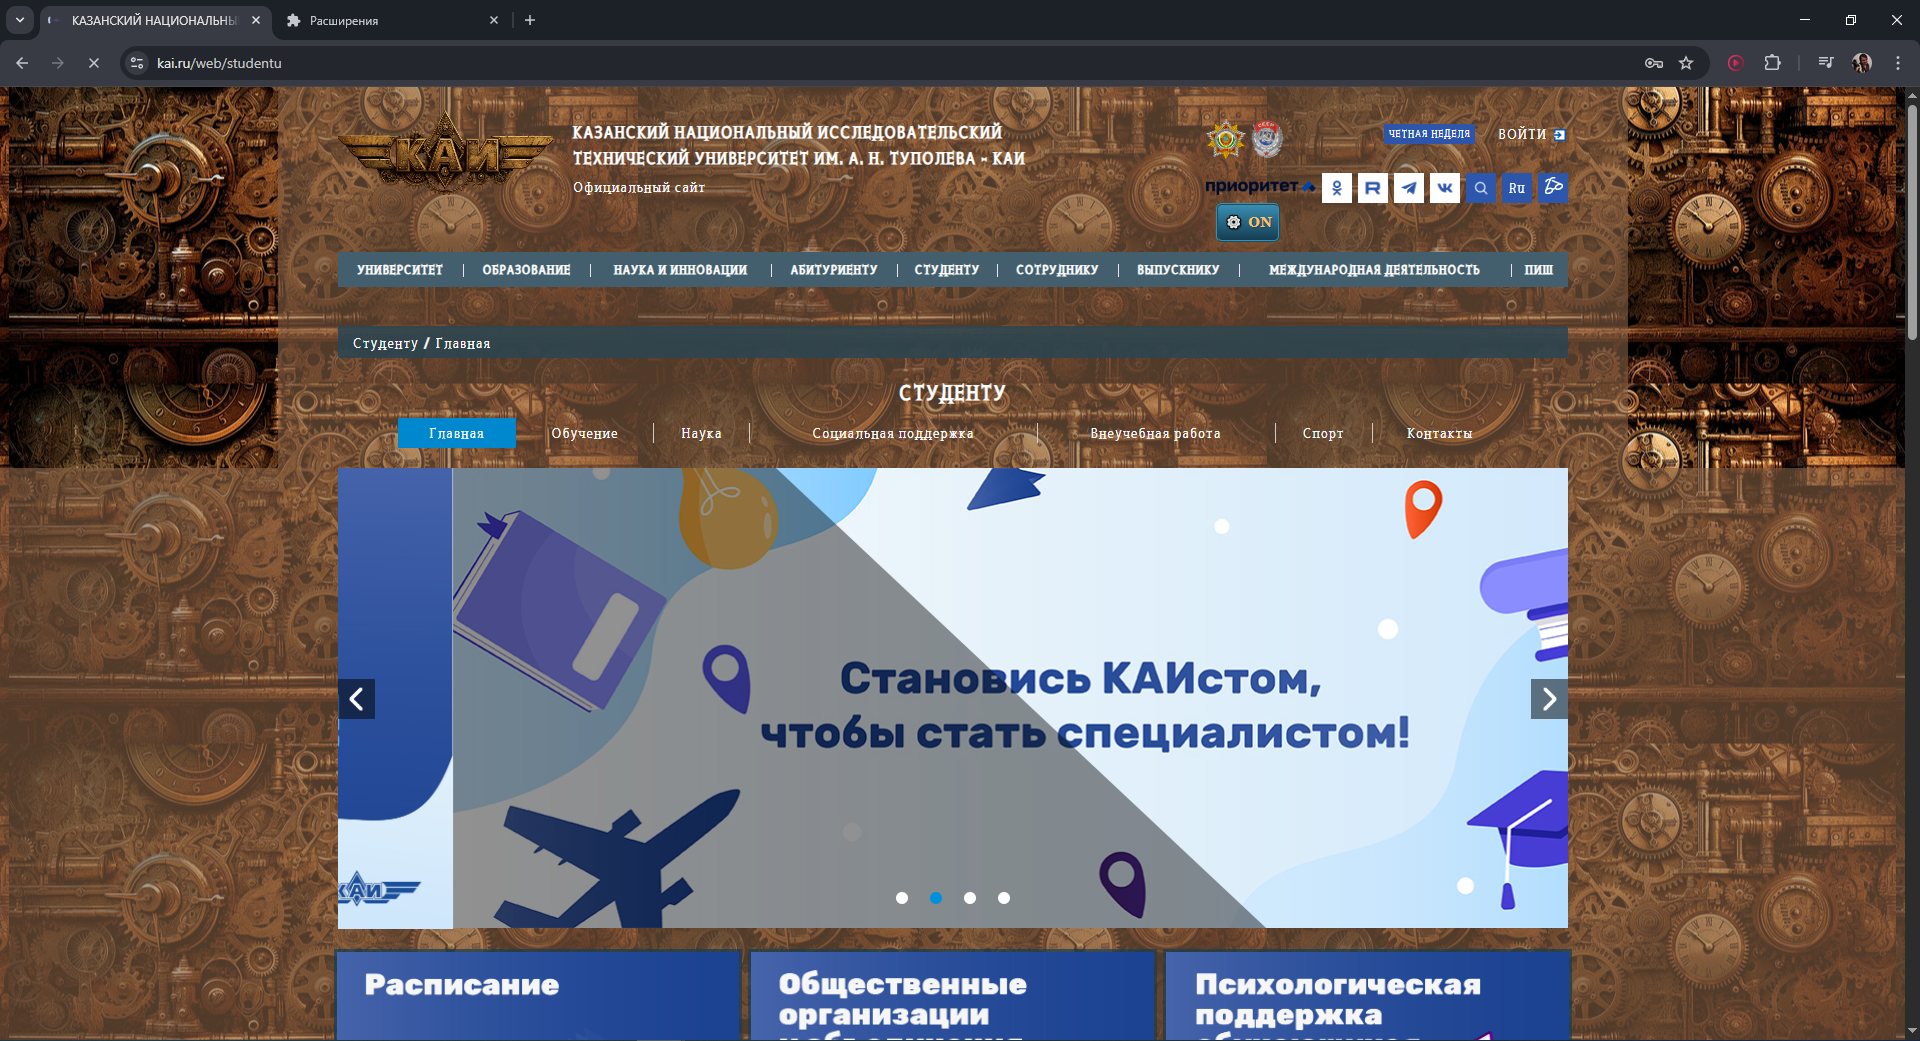 КАЗАНСКИЙ НАЦИОНАЛЬНЫ
Расширения
kai.ru/web/studentu
КАИ
КАЗАНСКИЙ НАЦИОНАЛЬНЫЙ ИССЛЕДОВАТЕЛЬСКИЙ
ТЕХНИЧЕСКИЙ УНИВЕРСИТЕТ ИМ. А. Н. ТУПОЛЕВА - КАИ
Официальный сайт
ЧЕТНАЯ НЕДЕЛЯ
ВОЙТИ
приоритет
Ru
ON
УНИВЕРСИТЕТ
ОБРАЗОВАНИЕ
НАУКА И ИННОВАЦИИ
АБИТУРИЕНТУ
СТУДЕНТУ
СОТРУДНИКУ
ВЫПУСКНИКУ
МЕЖДУНАРОДНАЯ ДЕЯТЕЛЬНОСТЬ
ПИШ
Студенту / Главная
СТУДЕНТУ
Главная
Обучение
Наука
Социальная поддержка
Внеучебная работа
Спорт
Контакты
Становись КАИстом,
чтобы стать специалистом!
КАИ
Расписание
Общественные
организации
Психологическая
поддержка